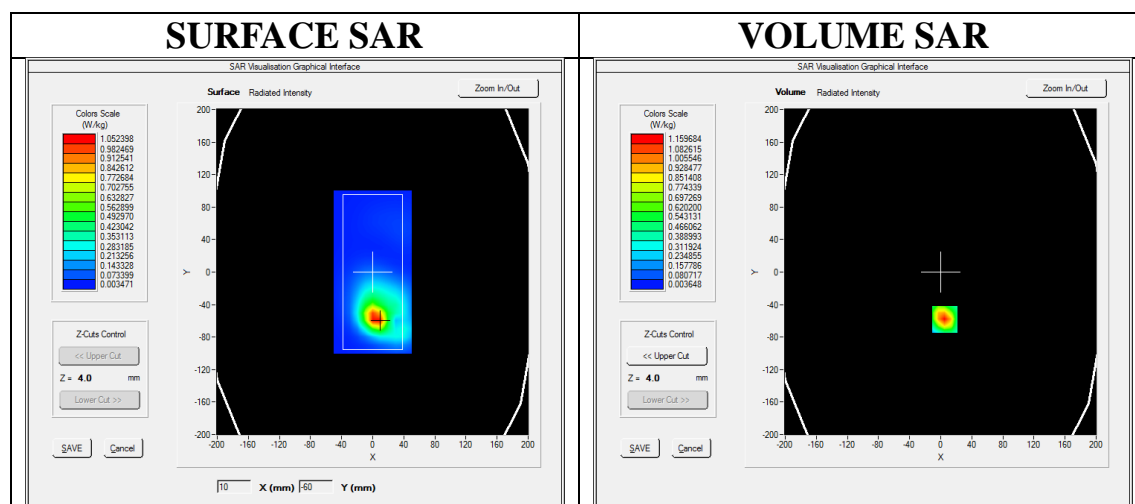 SURFACE SAR
VOLUME SAR
SAR Visualisation Graphical Interface
Surface Radiated Intensity
Zoom In/Out
Colors Scale
(W/kg)
1.052398
0.982469
0.912541
0.842612
0.772684
0.702755
0.632827
0.562899
0.492970
0.423042
0.353113
0.283185
0.213256
0.143328
0.073399
0.003471
200
160
120
80
40
0
-40
-80
-120
-160
-200
Y
-200 -160 -120 -80 -40 0 40 80 120 160 200
X
Z-Cuts Control
<< Upper Cut
Z = 4.0 mm
Lower Cut >>
SAVE Cancel
10 X (mm) -60 Y (mm)
SAR Visualisation Graphical Interface
Volume Radiated Intensity
Zoom In/Out
Colors Scale
(W/kg)
1.159684
1.082615
1.005546
0.928477
0.851408
0.774339
0.697269
0.620200
0.543131
0.466062
0.388993
0.311924
0.234855
0.157786
0.080717
0.003648
200
160
120
80
40
0
-40
-80
-120
-160
-200
Y
-200 -160 -120 -80 -40 0 40 80 120 160 200
X
Z-Cuts Control
<< Upper Cut
Z = 4.0 mm
Lower Cut >>
SAVE Cancel